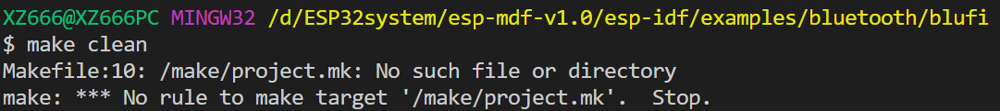 XZ666@XZ666PC MINGW32 /d/ESP32system/esp-mdf-v1.0/esp-idf/examples/bluetooth/blufi
$ make clean
Makefile:10: /make/project.mk: No such file or directory
make: *** No rule to make target '/make/project.mk'.  Stop.